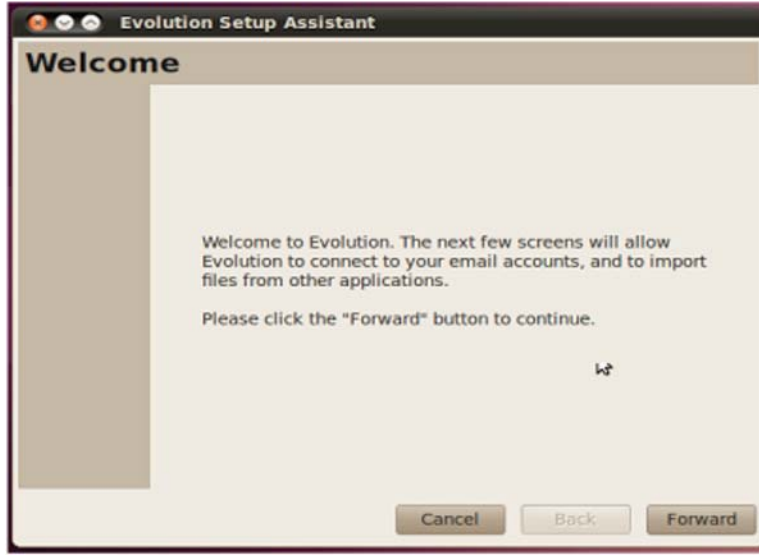 Evolution Setup Assistant
Welcome
Welcome to Evolution. The next few screens will allow
Evolution to connect to your email accounts, and to import
files from other applications.
Please click the "Forward" button to continue.
Cancel
Back
Forward